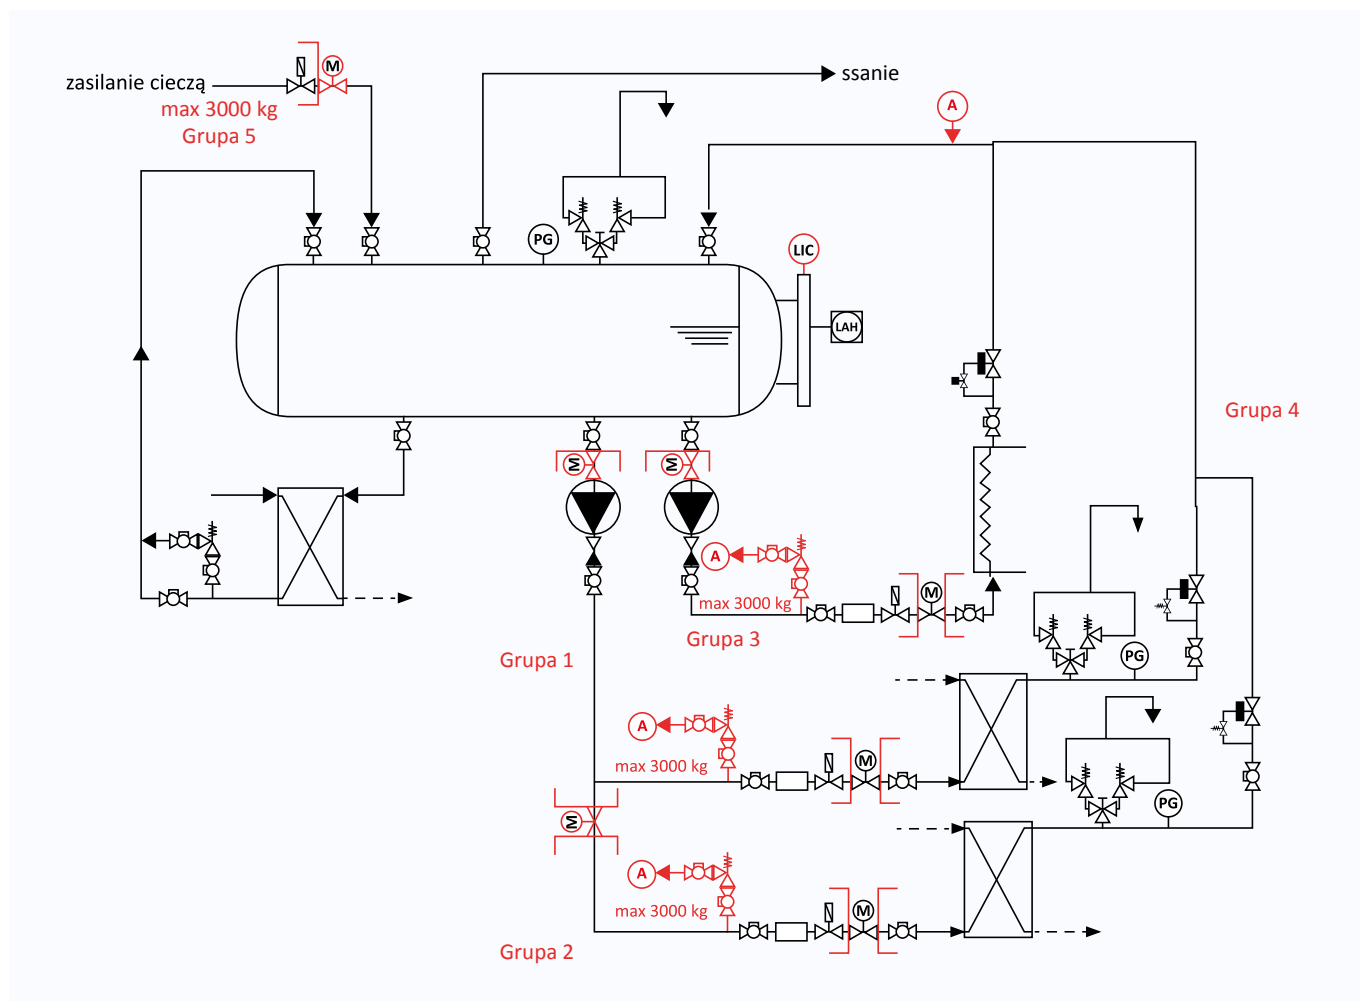 zasilanie cieczą
M
max 3000 kg
Grupa 5
ssanie
A
PG
LIC
LAH
Grupa 4
M
M
A
max 3000 kg
M
Grupa 3
Grupa 1
PG
A
max 3000 kg
M
PG
M
A
max 3000 kg
M
Grupa 2